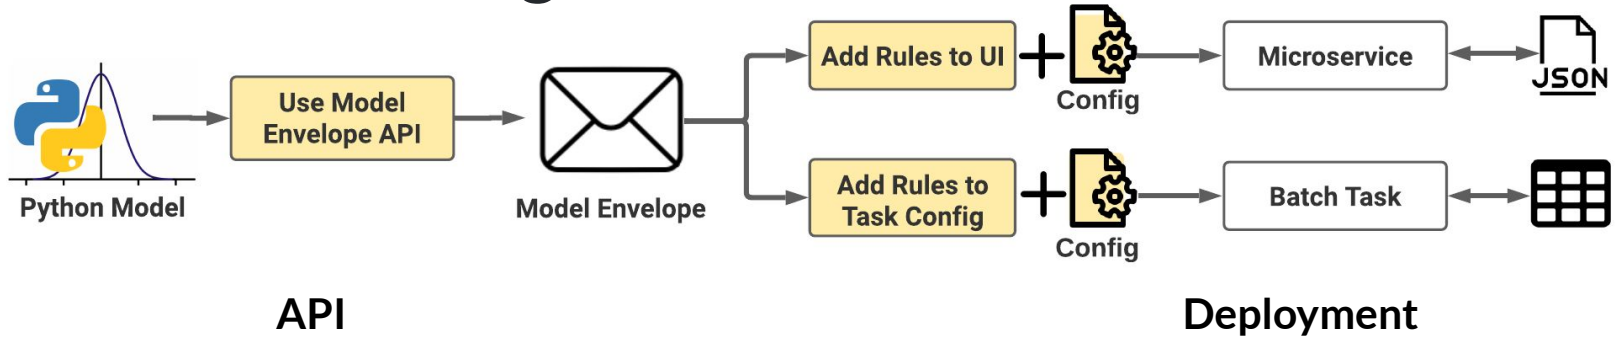 Use Model
Envelope API
Python Model
Model Envelope
Add Rules to UI
Config
Microservice
JSON
Add Rules to
Task Config
Config
Batch Task
API
Deployment